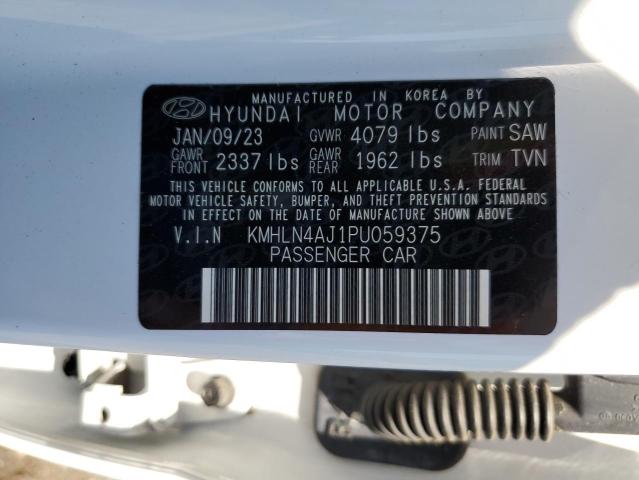 MANUFACTURED IN KOREA BY
HYUNDAI MOTOR COMPANY
JAN/09/23 GVWR 4079 lbs PAINT SAW
GAWR FRONT 2337 lbs GAWR REAR 1962 lbs TRIM TVN
THIS VEHICLE CONFORMS TO ALL APPLICABLE U.S.A. FEDERAL
MOTOR VEHICLE SAFETY, BUMPER, AND THEFT PREVENTION STANDARDS
IN EFFECT ON THE DATE OF MANUFACTURE SHOWN ABOVE.
V.I.N KMHLN4AJ1PU059375
PASSENGER CAR